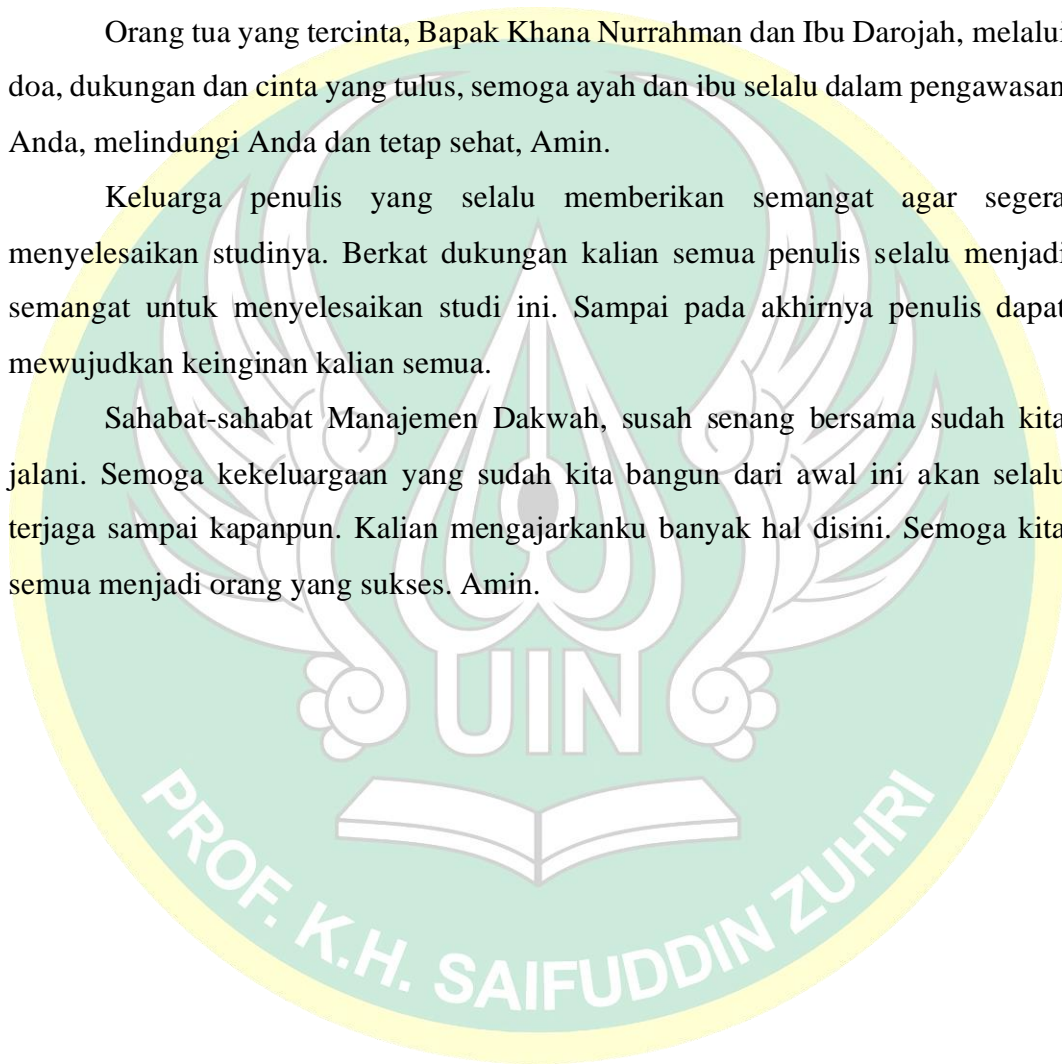 Orang tua yang tercinta, Bapak Khana Nurrahman dan Ibu Darojah, melalui
doa, dukungan dan cinta yang tulus, semoga ayah dan ibu selalu dalam pengawasan
Anda, melindungi Anda dan tetap sehat, Amin.
Keluarga penulis yang selalu memberikan semangat agar segera
menyelesaikan studinya. Berkat dukungan kalian semua penulis selalu menjadi
semangat untuk menyelesaikan studi ini. Sampai pada akhirnya penulis dapat
mewujudkan keinginan kalian semua.
Sahabat-sahabat Manajemen Dakwah, susah senang bersama sudah kita
jalani. Semoga kekeluargaan yang sudah kita bangun dari awal ini akan selalu
terjaga sampai kapanpun. Kalian mengajarkanku banyak hal disini. Semoga kita
semua menjadi orang yang sukses. Amin.
UIN
PROF. K.H. SAIFUDDIN ZUHRI